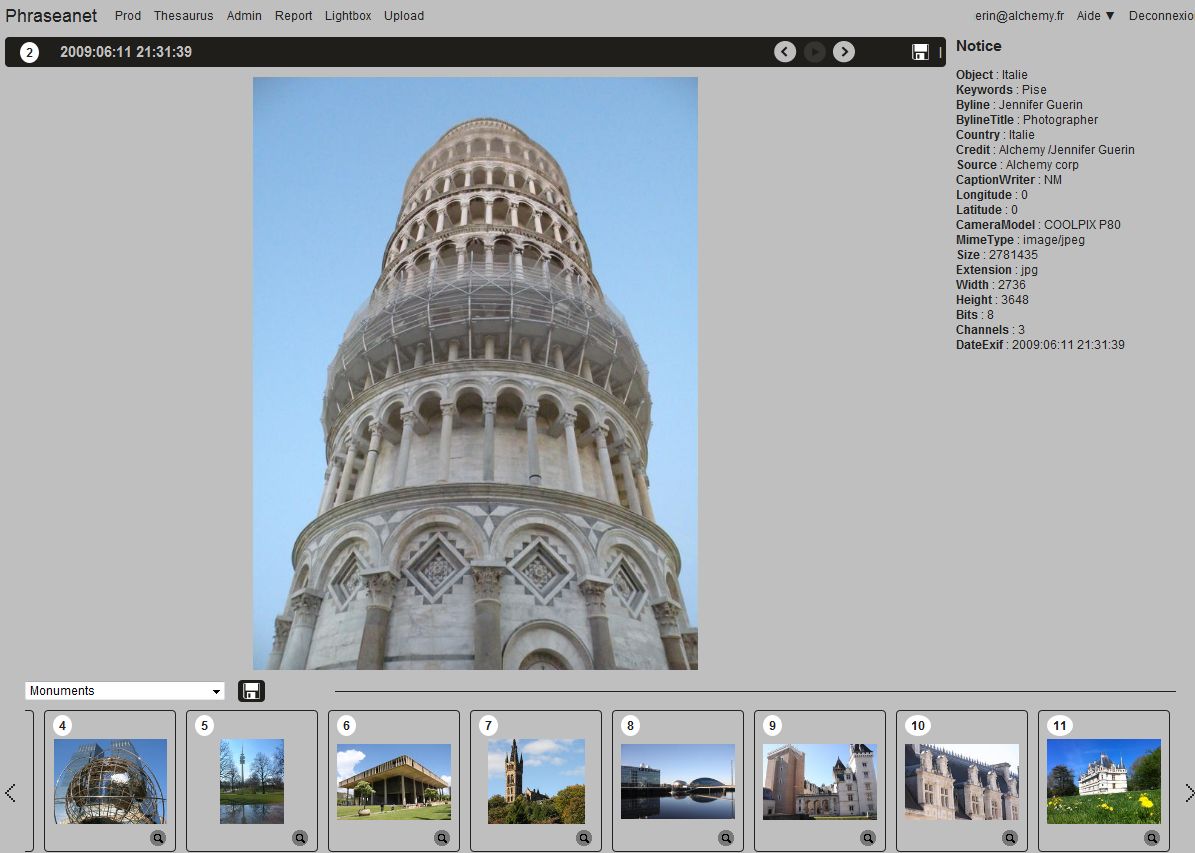 Phraseanet Prod Thesaurus Admin Report Lightbox Upload erin@alchemy.fr Aide ▼ Deconnexio
2 2009:06:11 21:31:39
Notice
Object : Italie
Keywords : Pise
Byline : Jennifer Guerin
BylineTitle : Photographer
Country : Italie
Credit : Alchemy /Jennifer Guerin
Source : Alchemy corp
CaptionWriter : NM
Longitude : 0
Latitude : 0
CameraModel : COOLPIX P80
MimeType : image/jpeg
Size : 2781435
Extension : jpg
Width : 2736
Height : 3648
Bits : 8
Channels : 3
DateExif : 2009:06:11 21:31:39
Monuments
4 5 6 7 8 9 10 11